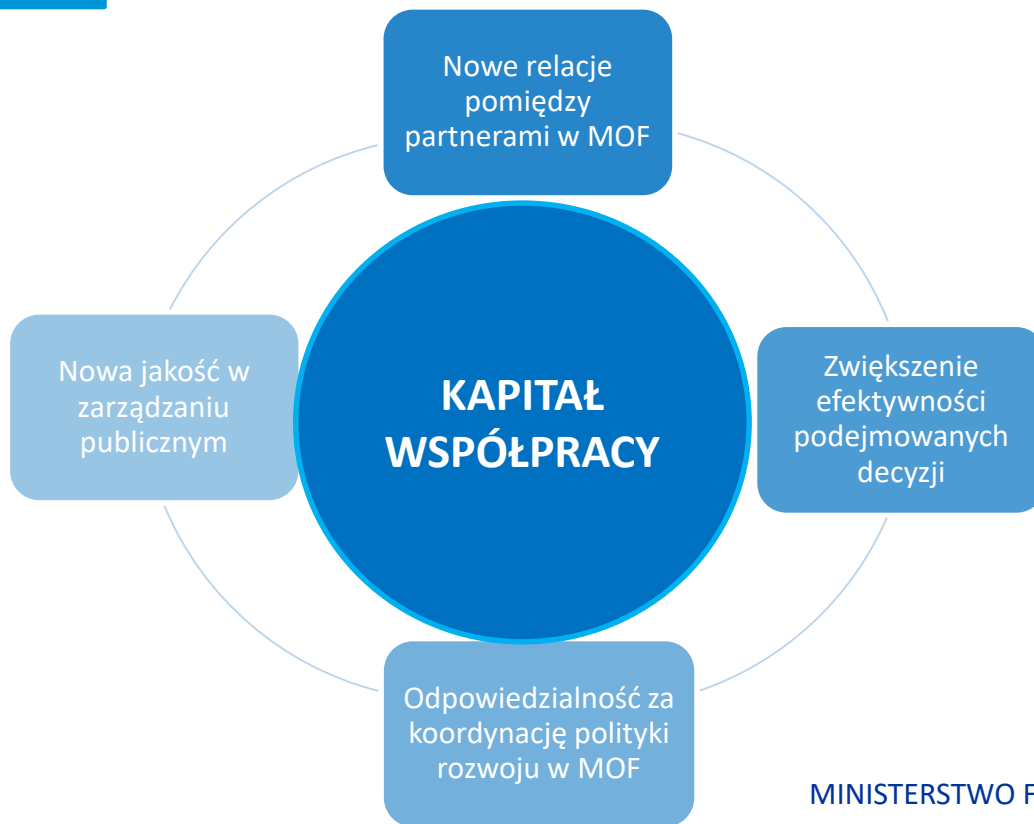 Nowe relacje
pomiędzy
partnerami w MOF
Nowa jakość w
zarządzaniu
publicznym
KAPITAŁ
WSPÓŁPRACY
Zwiększenie
efektywności
podejmowanych
decyzji
Odpowiedzialność za
koordynację polityki
rozwoju w MOF
MINISTERSTWO F